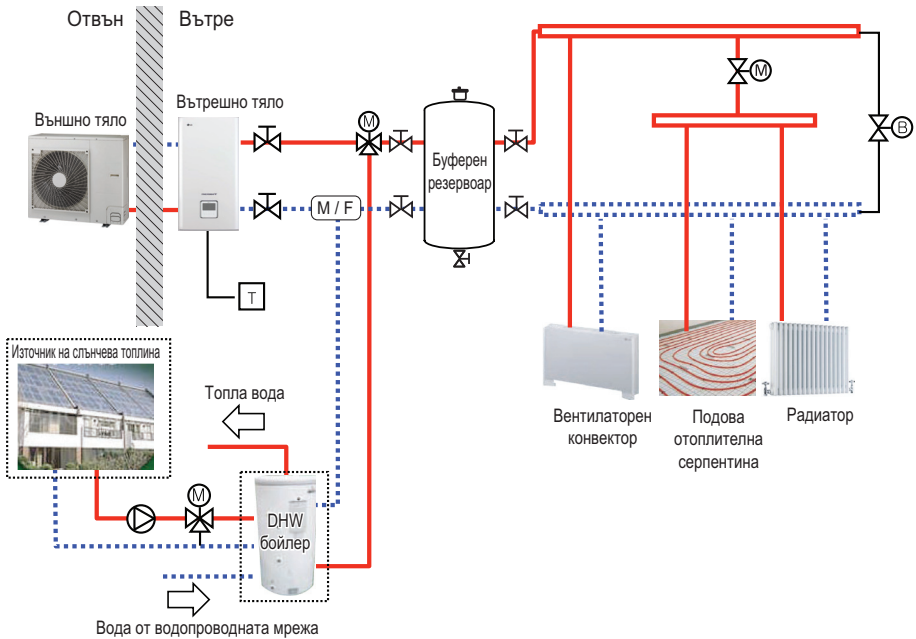 Отвън
Вътре
Външно тяло
Вътрешно тяло
M
Буферен
резервоар
M
B
M / F
T
Източник на слънчева топлина
Топла вода
Вентилаторен
конвектор
Подова
отоплителна
серпентина
Радиатор
M
DHW
бойлер
Вода от водопроводната мрежа